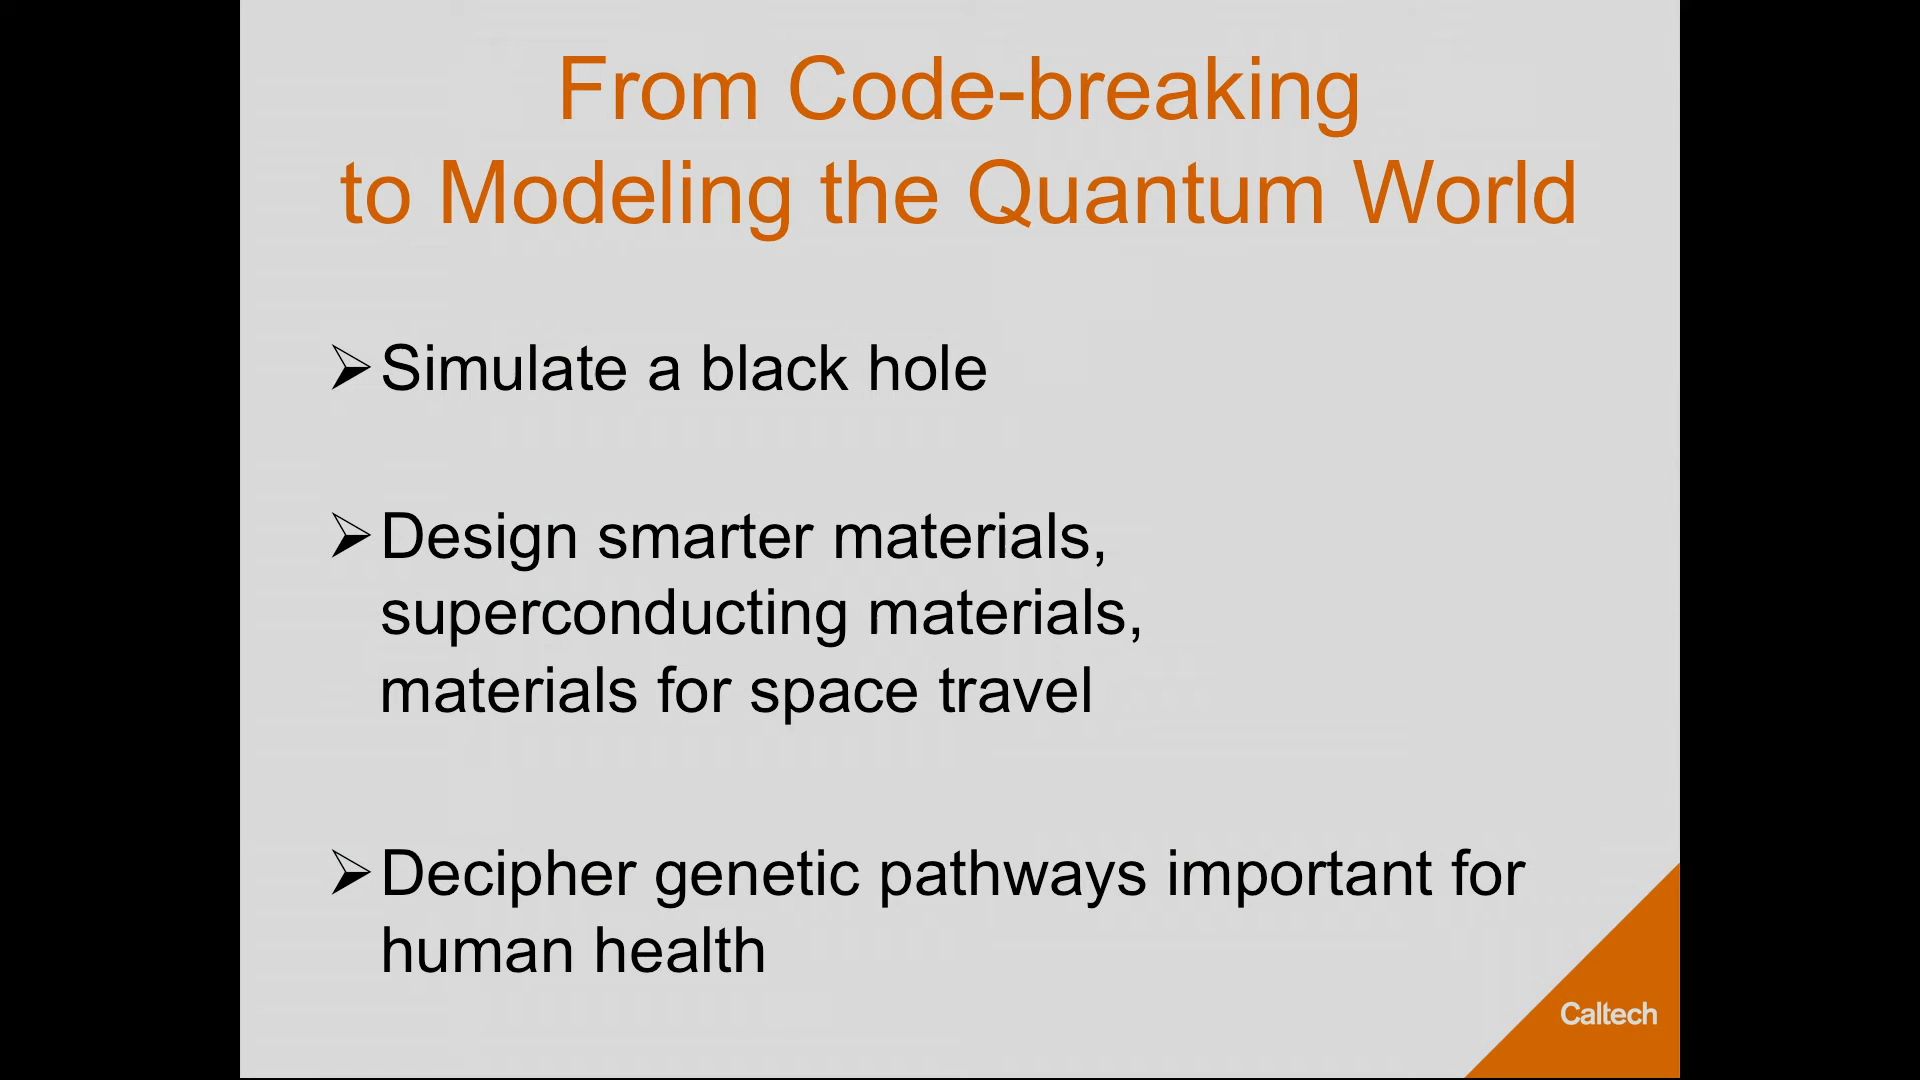 From Code-breaking
to Modeling the Quantum World
➢Simulate a black hole
➢Design smarter materials,
superconducting materials,
materials for space travel
➢Decipher genetic pathways important for
human health
Caltech